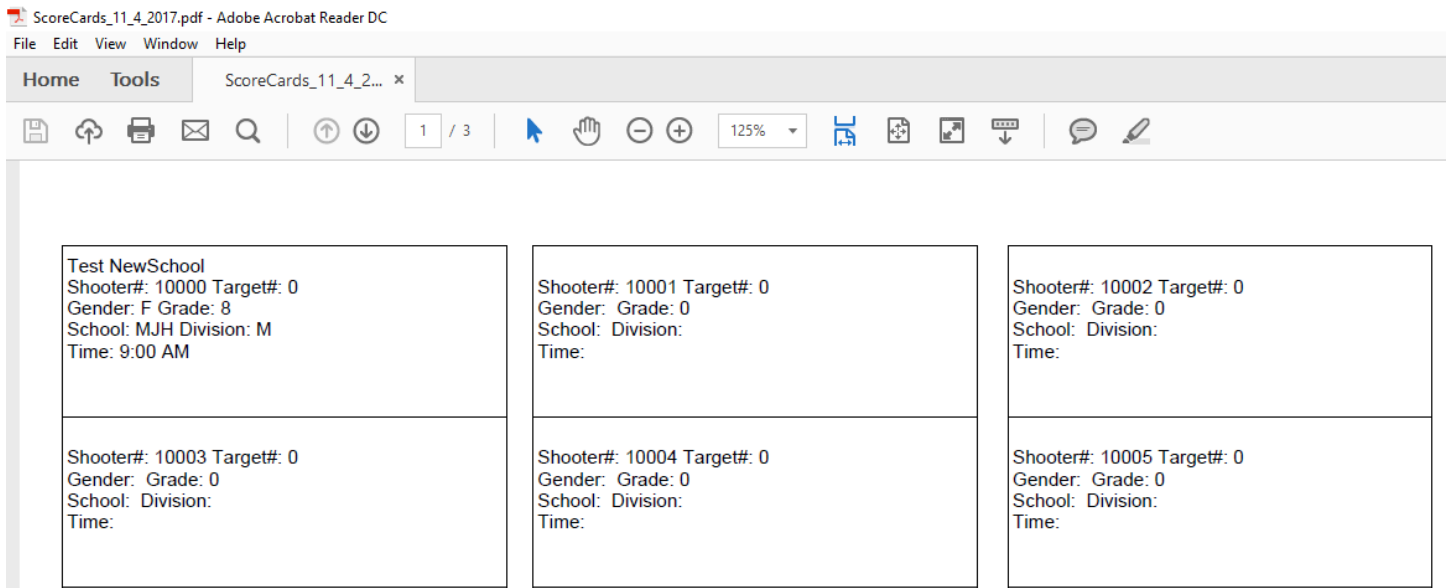 ScoreCards_11_4_2017.pdf - Adobe Acrobat Reader DC
File Edit View Window Help
Home Tools ScoreCards_11_4_2... ×
1 / 3 125%
Test NewSchool
Shooter#: 10000 Target#: 0
Gender: F Grade: 8
School: MJH Division: M
Time: 9:00 AM
Shooter#: 10001 Target#: 0
Gender:  Grade: 0
School:  Division:
Time:
Shooter#: 10002 Target#: 0
Gender:  Grade: 0
School:  Division:
Time:
Shooter#: 10003 Target#: 0
Gender:  Grade: 0
School:  Division:
Time:
Shooter#: 10004 Target#: 0
Gender:  Grade: 0
School:  Division:
Time:
Shooter#: 10005 Target#: 0
Gender:  Grade: 0
School:  Division:
Time: